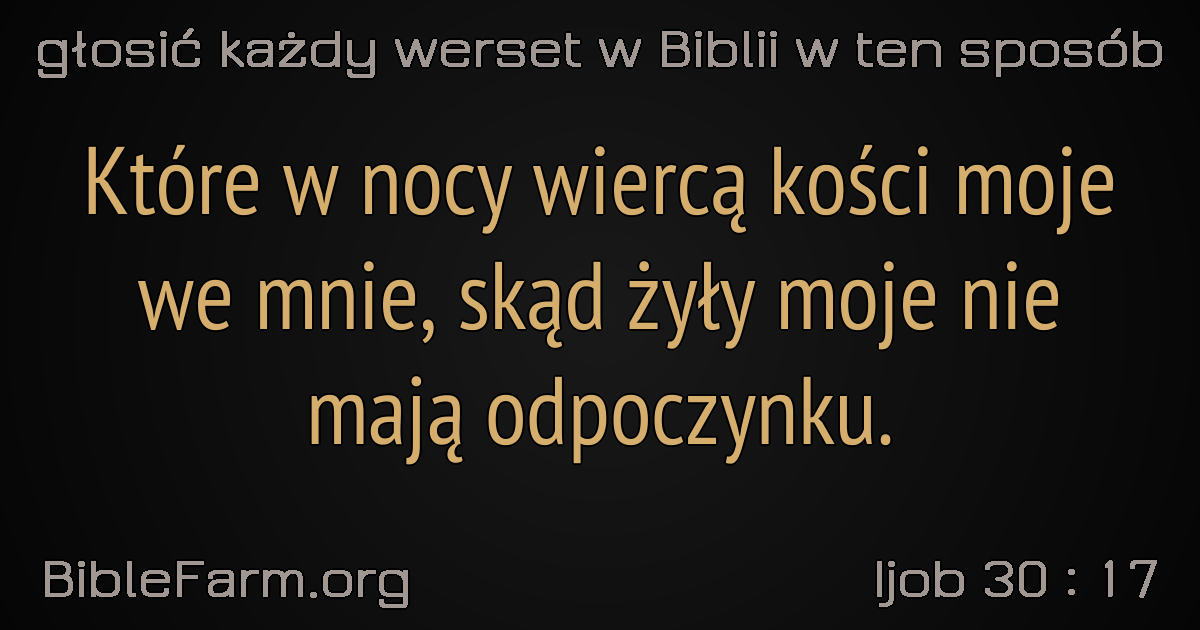 głosić każdy werset w Biblii w ten sposób
Które w nocy wiercą kości moje
we mnie, skąd żyły moje nie
mają odpoczynku.
BibleFarm.org
Ijob 30 : 17